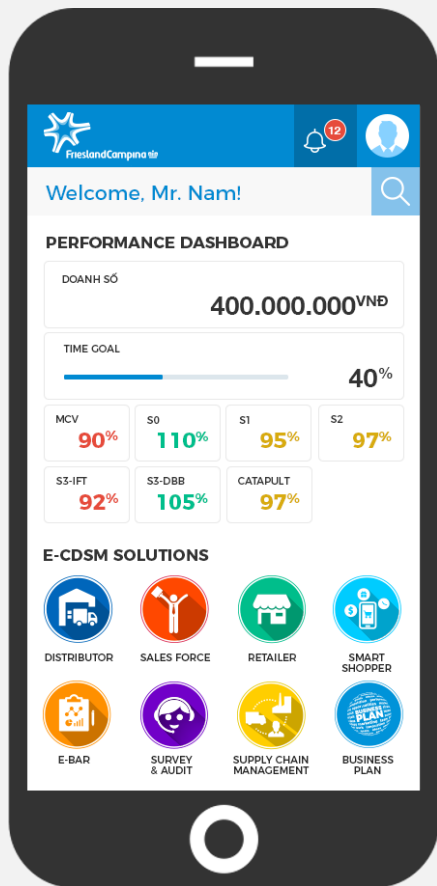 12
FrieslandCampina
Welcome, Mr. Nam!
PERFORMANCE DASHBOARD
DOANH SỐ
400.000.000VNĐ
TIME GOAL
40%
MCV
90%
S0
110%
S1
95%
S2
97%
S3-IFT
92%
S3-DBB
105%
CATAPULT
97%
E-CDSM SOLUTIONS
DISTRIBUTOR
SALES FORCE
RETAILER
SMART
SHOPPER
E-BAR
SURVEY
& AUDIT
SUPPLY CHAIN
MANAGEMENT
BUSINESS
PLAN
BUSINESS
PLAN